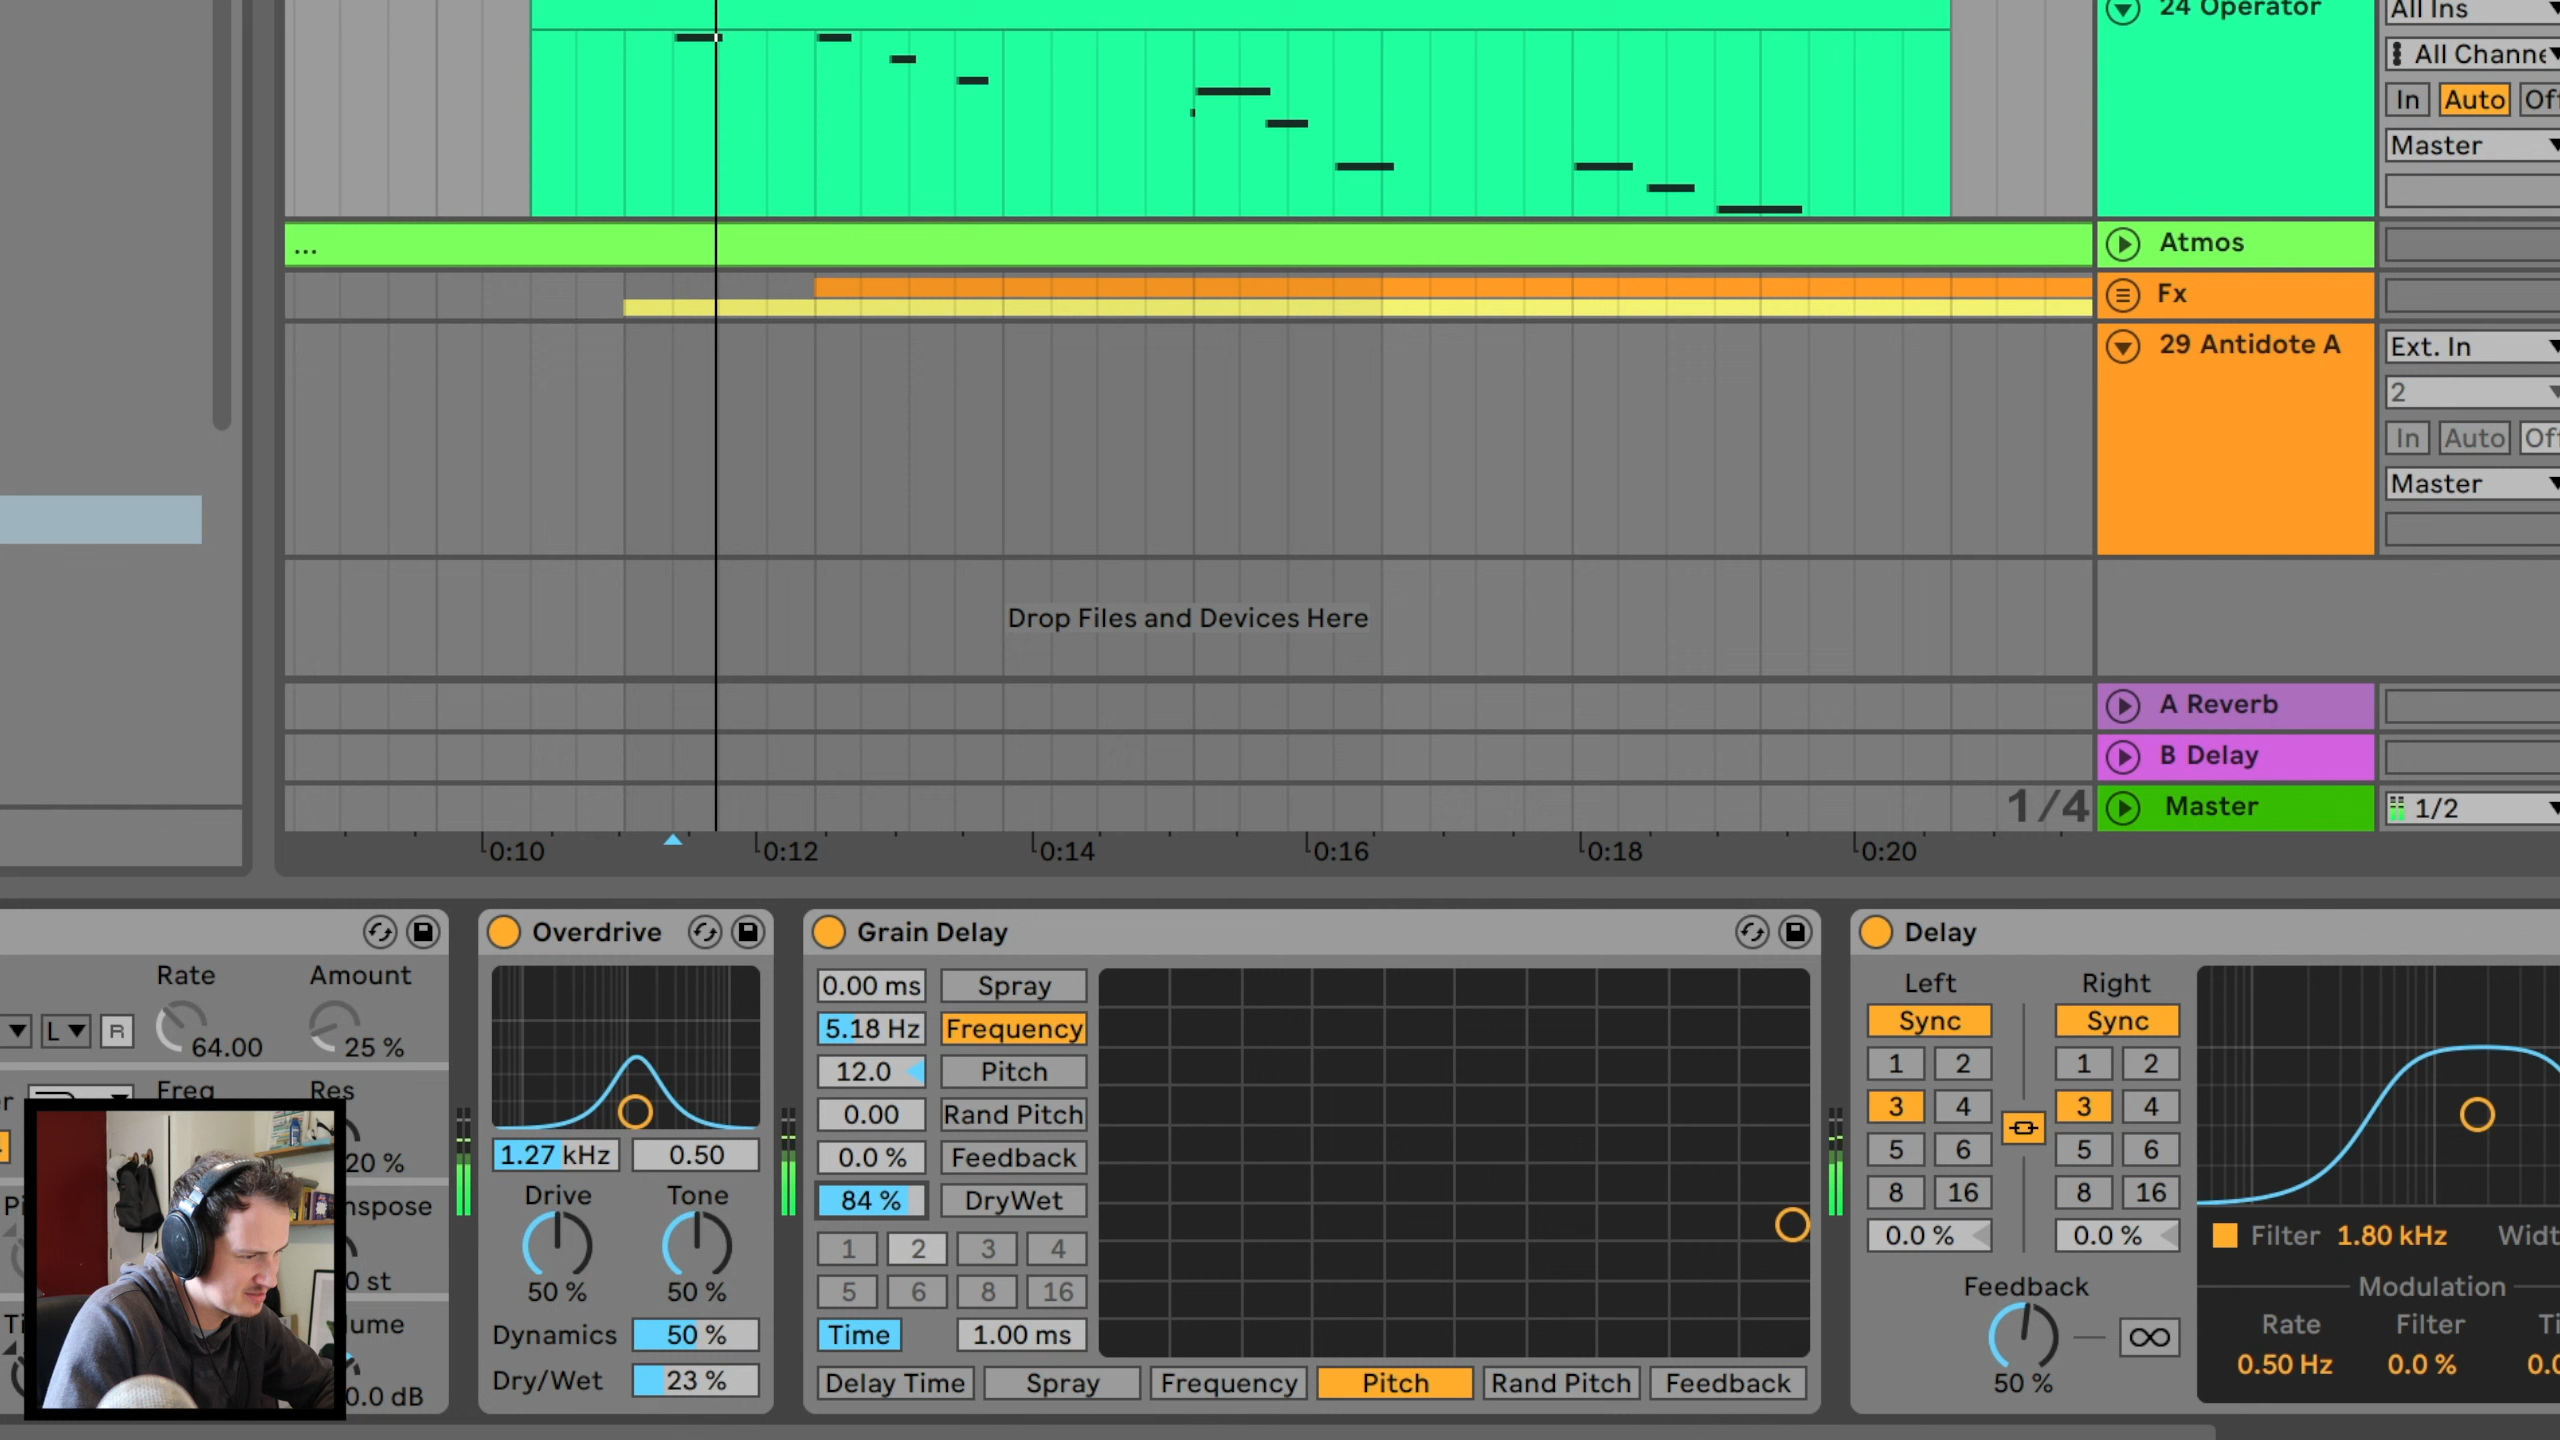 24 Operator
All Ins
All Channe
In Auto Of
Master
...
Atmos
Fx
29 Antidote A
Ext. In
2
In Auto Of
Master
Drop Files and Devices Here
A Reverb
B Delay
1/4
Master
1/2
0:10 0:12 0:14 0:16 0:18 0:20
Rate Amount
L R 64.00 25 %
Freq Res
20 %
nspose
0 st
ume
0.0 dB
Overdrive
1.27 kHz 0.50
Drive Tone
50 % 50 %
Dynamics 50 %
Dry/Wet 23 %
Grain Delay
0.00 ms Spray
5.18 Hz Frequency
12.0 Pitch
0.00 Rand Pitch
0.0 % Feedback
84 % DryWet
1 2 3 4
5 6 8 16
Time 1.00 ms
Delay Time Spray Frequency Pitch Rand Pitch Feedback
Delay
Left Right
Sync Sync
1 2 1 2
3 4 3 4
5 6 5 6
8 16 8 16
0.0 % 0.0 %
Feedback
50 %
Filter 1.80 kHz Widt
Modulation
Rate Filter Ti
0.50 Hz 0.0 % 0.0